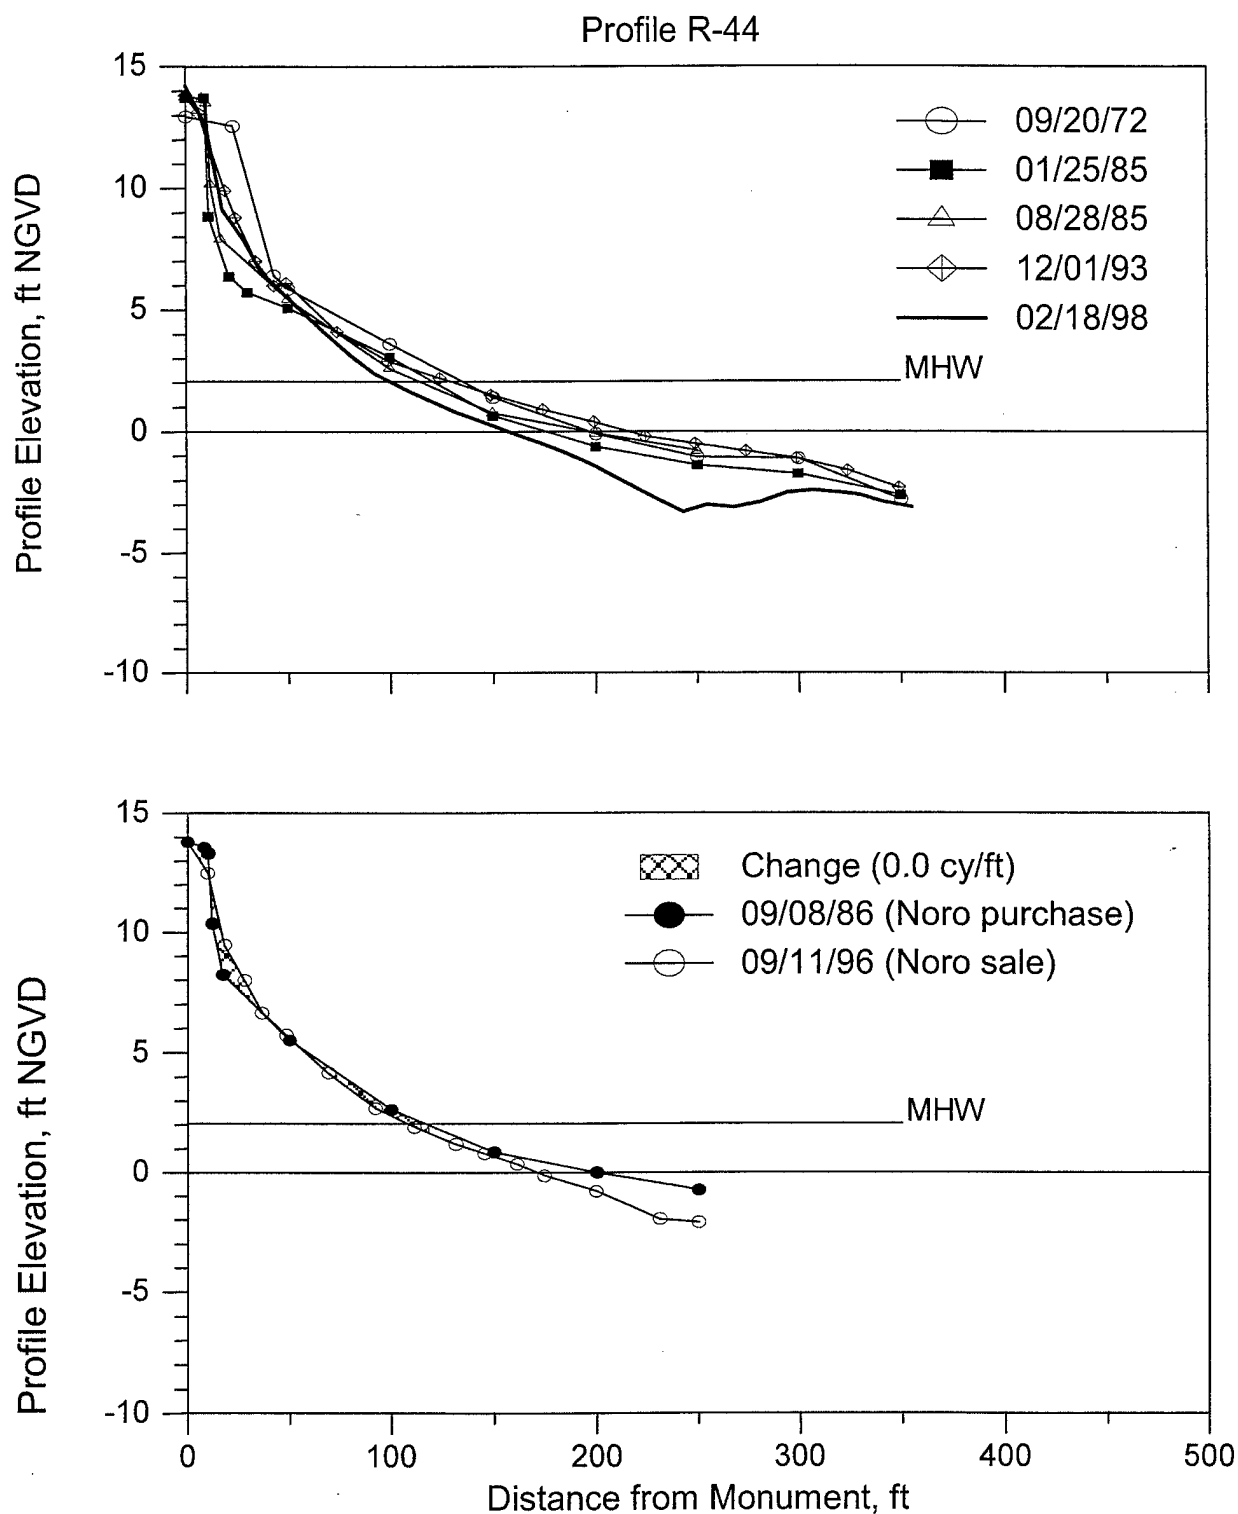 Profile R-44
15
10
5
0
-5
-10
Profile Elevation, ft NGVD
09/20/72
01/25/85
08/28/85
12/01/93
02/18/98
MHW
15
10
5
0
-5
-10
Profile Elevation, ft NGVD
Change (0.0 cy/ft)
09/08/86 (Noro purchase)
09/11/96 (Noro sale)
MHW
0 100 200 300 400 500
Distance from Monument, ft